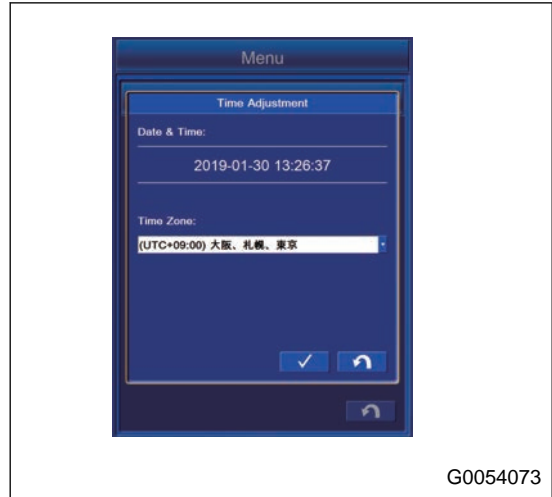 Menu
Time Adjustment
Date & Time:
2019-01-30 13:26:37
Time Zone:
(UTC+09:00) 大阪、札幌、東京
G0054073